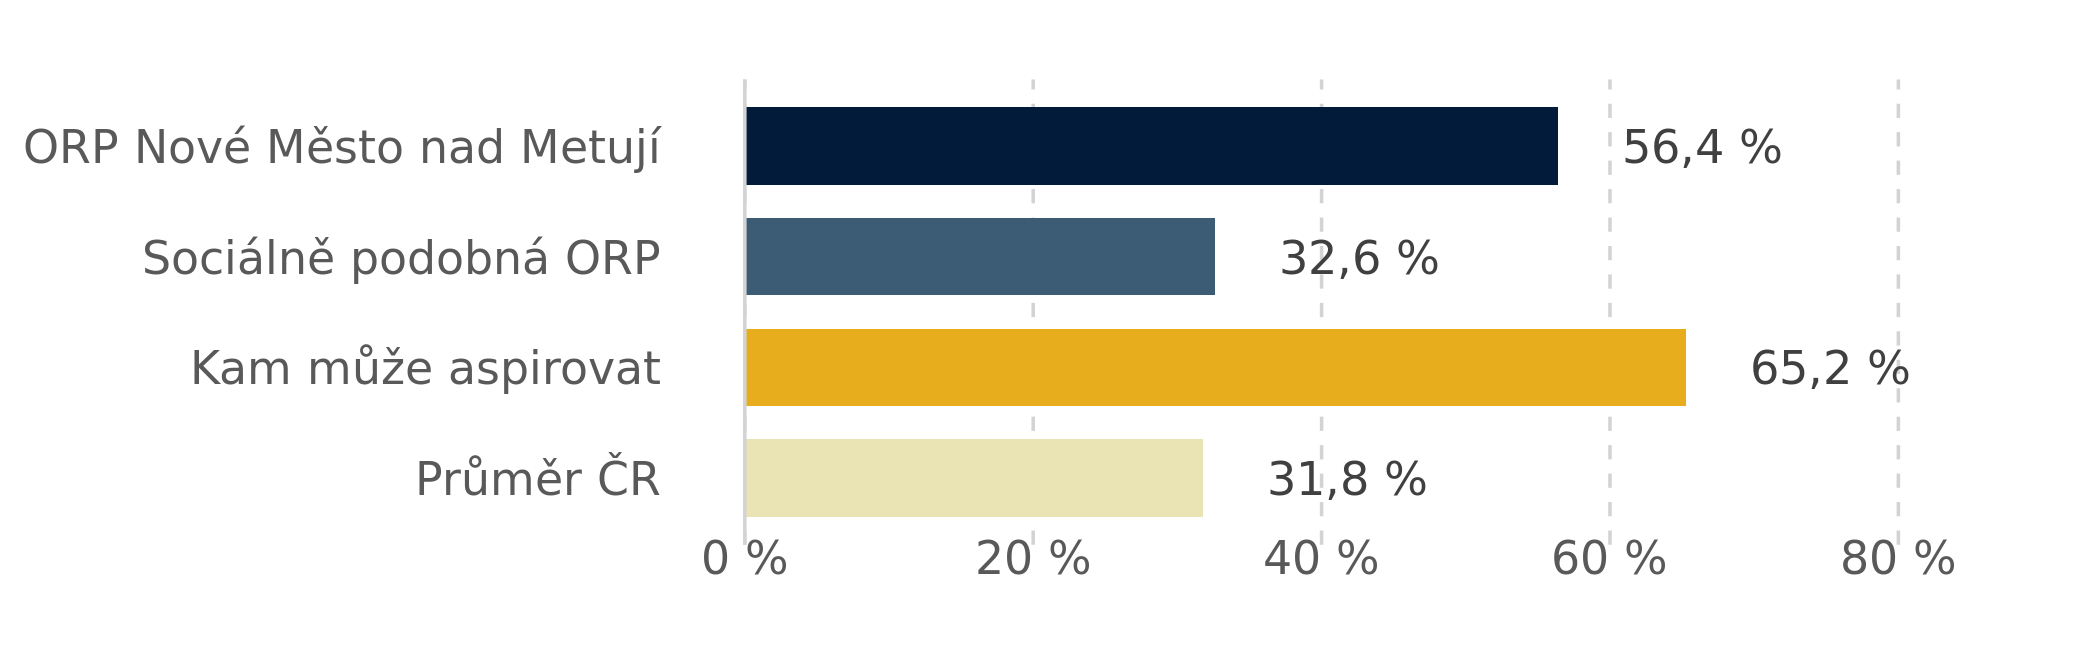 ORP Nové Město nad Metují 56,4 %
Sociálně podobná ORP 32,6 %
Kam může aspirovat 65,2 %
Průměr ČR 31,8 %
0 % 20 % 40 % 60 % 80 %